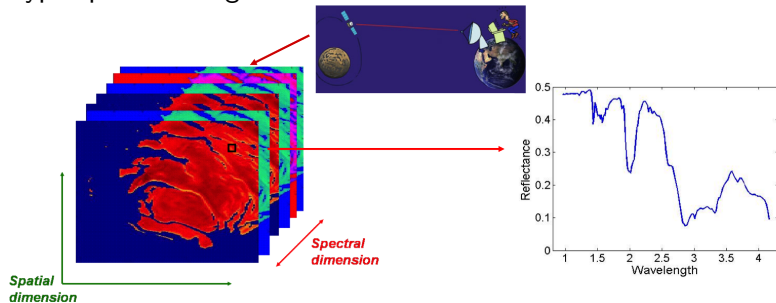 Spatial
dimension
Spectral
dimension
Reflectance
0.5
0.4
0.3
0.2
0.1
0
1
1.5
2
2.5
3
3.5
4
Wavelength